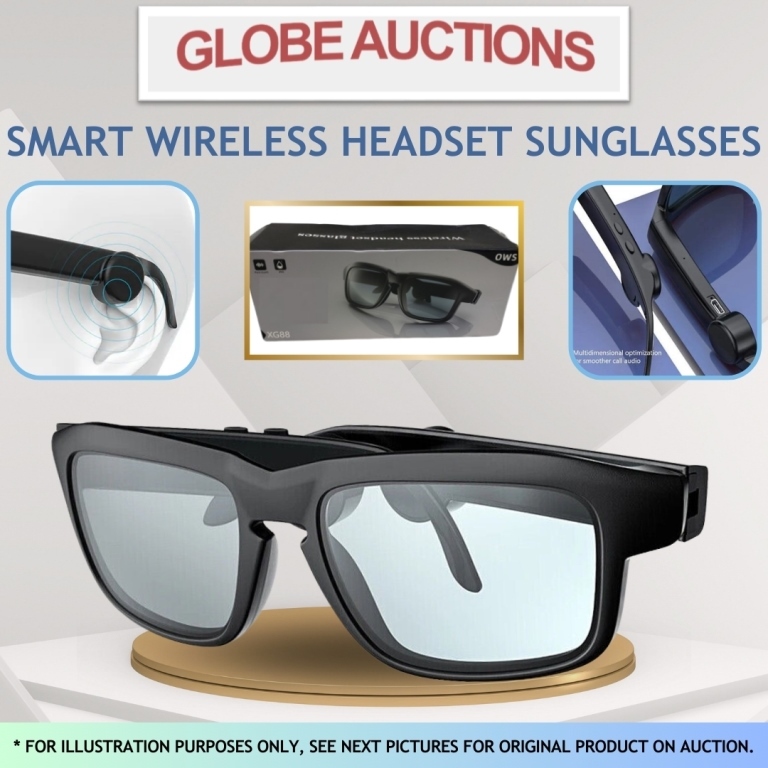 GLOBE AUCTIONS
SMART WIRELESS HEADSET SUNGLASSES
Wireless headset glasses
OWS
XG88
Multidimensional optimization
for smoother call audio
* FOR ILLUSTRATION PURPOSES ONLY, SEE NEXT PICTURES FOR ORIGINAL PRODUCT ON AUCTION.